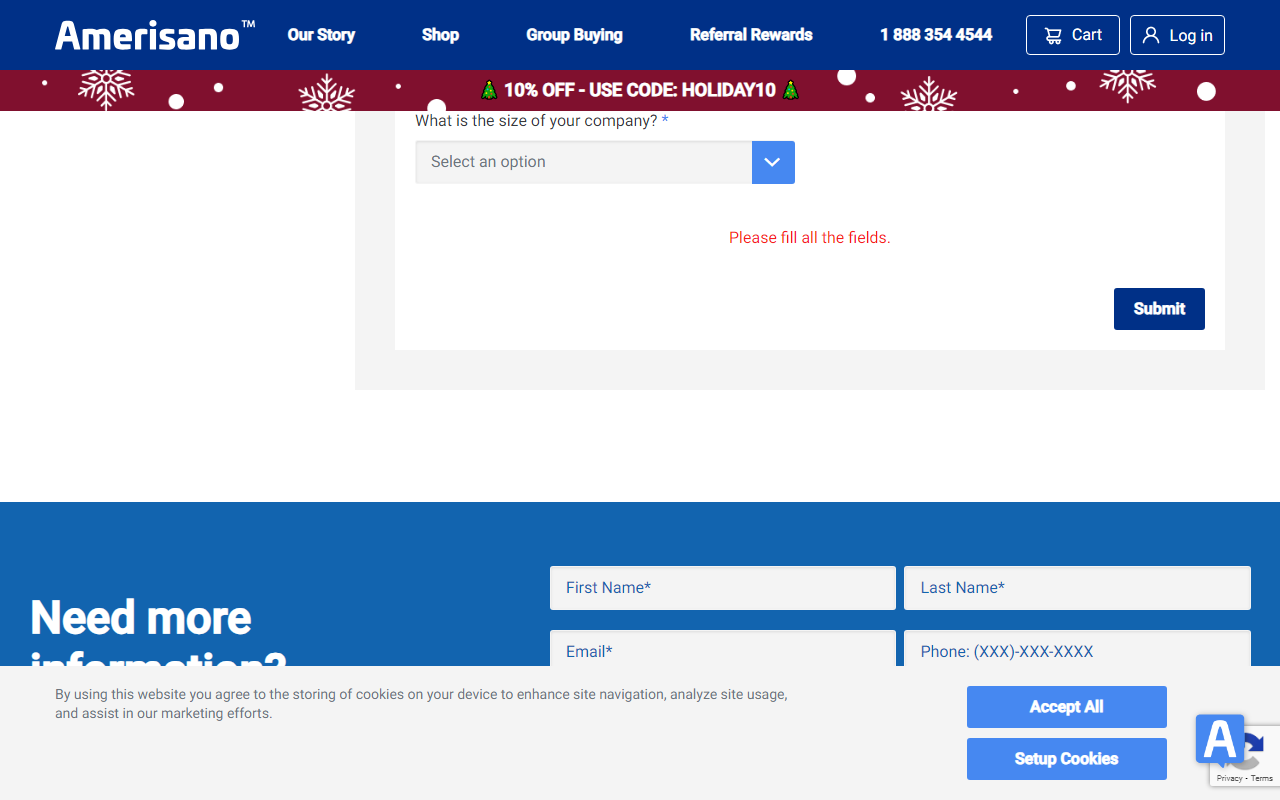 Amerisano™
Our Story
Shop
Group Buying
Referral Rewards
1 888 354 4544
Cart
Log in
10% OFF - USE CODE: HOLIDAY10
What is the size of your company? *
Select an option
Please fill all the fields.
Submit
Need more
information?
First Name*
Last Name*
Email*
Phone: (XXX)-XXX-XXXX
By using this website you agree to the storing of cookies on your device to enhance site navigation, analyze site usage,
and assist in our marketing efforts.
Accept All
Setup Cookies
A
Privacy - Terms